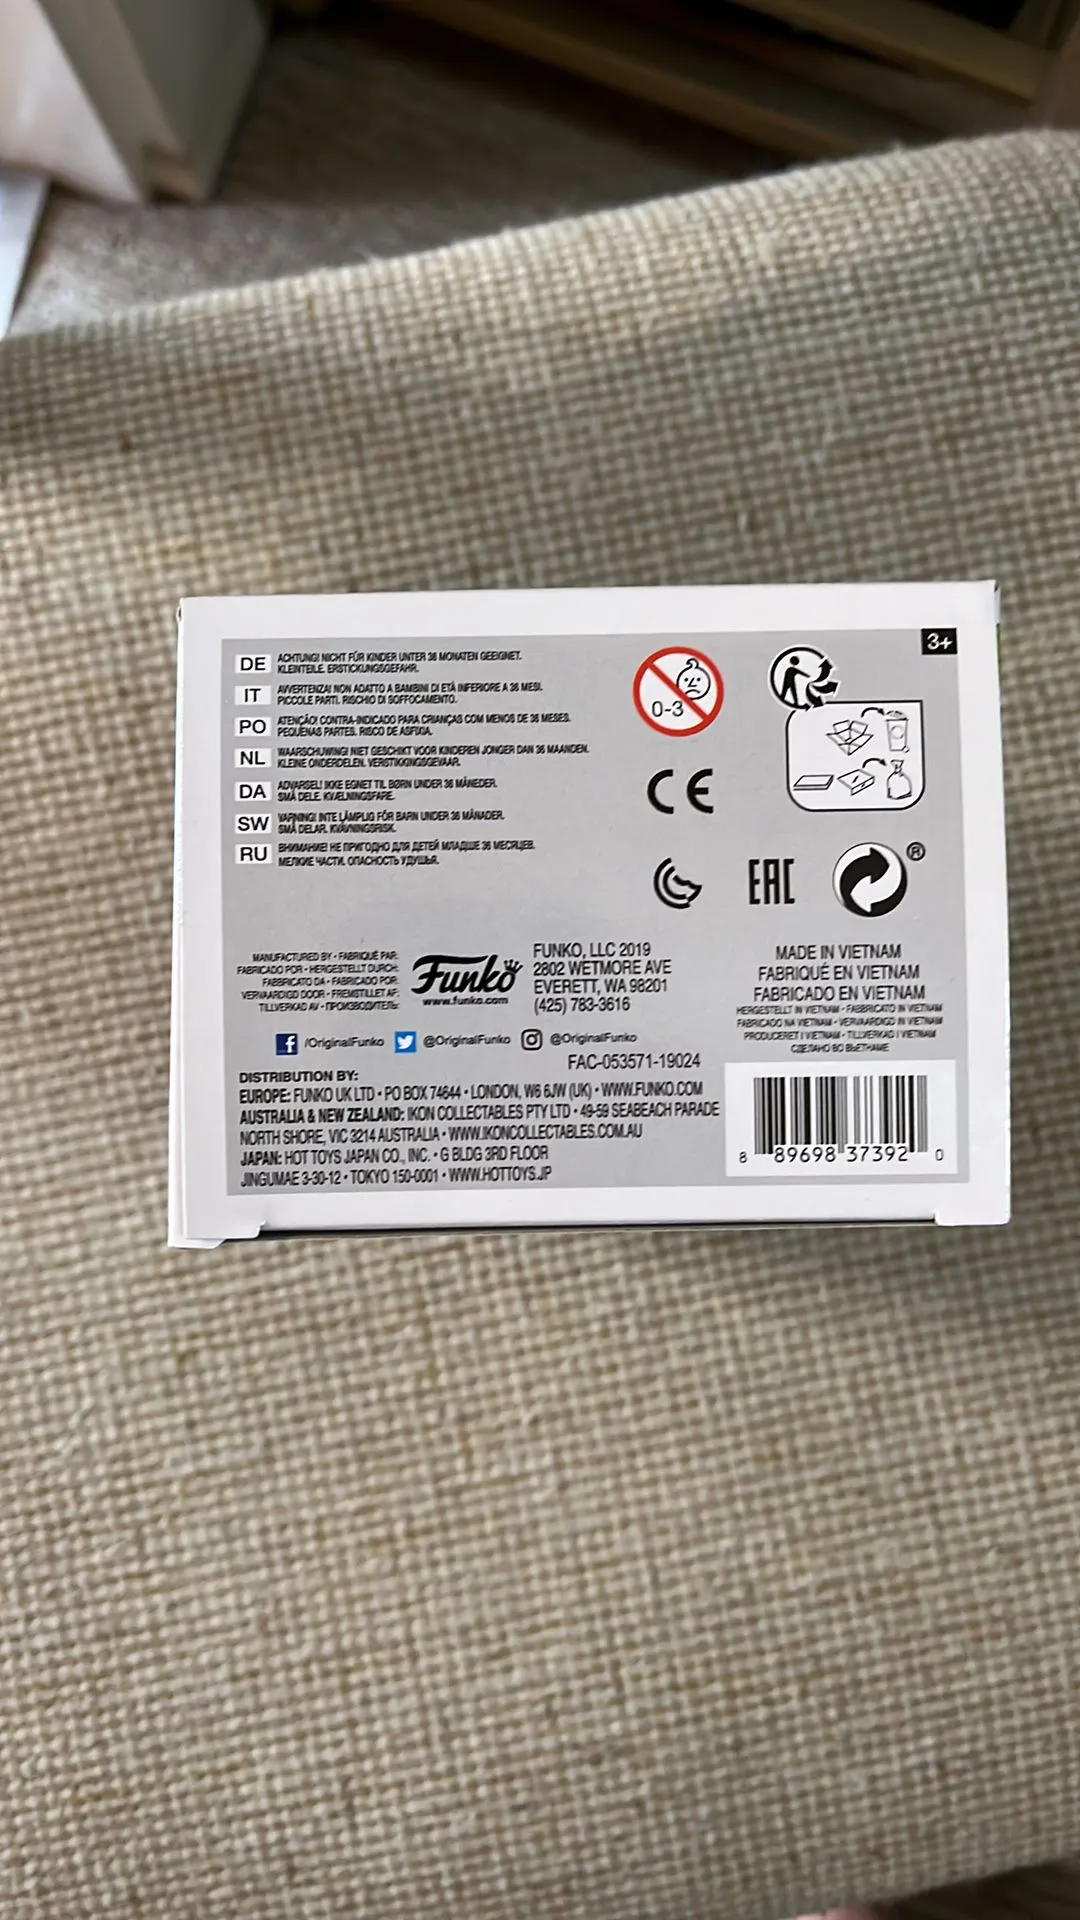 3+
DE ACHTUNG! NICHT FÜR KINDER UNTER 36 MONATEN GEEIGNET.
KLEINTEILE. ERSTICKUNGSGEFAHR.
IT AVVERTENZA! NON ADATTO A BAMBINI DI ETÀ INFERIORE A 36 MESI.
PICCOLE PARTI. RISCHIO DI SOFFOCAMENTO.
PO ATENÇÃO! CONTRA-INDICADO PARA CRIANÇAS COM MENOS DE 36 MESES.
PEQUENAS PARTES. RISCO DE ASFIXIA.
NL WAARSCHUWING! NIET GESCHIKT VOOR KINDEREN JONGER DAN 36 MAANDEN.
KLEINE ONDERDELEN. VERSTIKKINGSGEVAAR.
DA ADVARSEL! IKKE EGNET TIL BØRN UNDER 36 MÅNEDER.
SMÅ DELE. KVÆLNINGSFARE.
SW VARNING! INTE LÄMPLIG FÖR BARN UNDER 36 MÅNADER.
SMÅ DELAR. KVÄVNINGSRISK.
RU ВНИМАНИЕ! НЕ ПРИГОДНО ДЛЯ ДЕТЕЙ МЛАДШЕ 36 МЕСЯЦЕВ.
МЕЛКИЕ ЧАСТИ. ОПАСНОСТЬ УДУШЬЯ.
0-3
CE
EAC
®
MANUFACTURED BY • FABRIQUÉ PAR:
FABRICADO POR • HERGESTELLT DURCH:
FABBRICATO DA • FABRICADO POR:
VERVAARDIGD DOOR • FREMSTILLET AF:
TILLVERKAD AV • ПРОИЗВОДИТЕЛЬ:
Funko
www.funko.com
FUNKO, LLC 2019
2802 WETMORE AVE
EVERETT, WA 98201
(425) 783-3616
MADE IN VIETNAM
FABRIQUÉ EN VIETNAM
FABRICADO EN VIETNAM
HERGESTELLT IN VIETNAM • FABBRICATO IN VIETNAM
FABRICADO NA VIETNAM • VERVAARDIGD IN VIETNAM
PRODUCERET I VIETNAM • TILLVERKAD I VIETNAM
СДЕЛАНО ВО ВЬЕТНАМЕ
/OriginalFunko @OriginalFunko @OriginalFunko
FAC-053571-19024
DISTRIBUTION BY:
EUROPE: FUNKO UK LTD • PO BOX 74644 • LONDON, W6 6JW (UK) • WWW.FUNKO.COM
AUSTRALIA & NEW ZEALAND: IKON COLLECTABLES PTY LTD • 49-59 SEABEACH PARADE
NORTH SHORE, VIC 3214 AUSTRALIA • WWW.IKONCOLLECTABLES.COM.AU
JAPAN: HOT TOYS JAPAN CO., INC. • G BLDG 3RD FLOOR
JINGUMAE 3-30-12 • TOKYO 150-0001 • WWW.HOTTOYS.JP
8 89698 37392 0